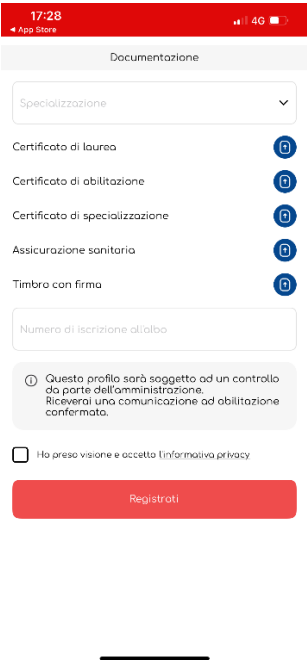 17:28
4G
◀ App Store
Documentazione
Specializzazione
Certificato di laurea
Certificato di abilitazione
Certificato di specializzazione
Assicurazione sanitaria
Timbro con firma
Numero di iscrizione all'albo
Questo profilo sarà soggetto ad un controllo
da parte dell'amministrazione.
Riceverai una comunicazione ad abilitazione
confermata.
Ho preso visione e accetto l'informativa privacy
Registrati